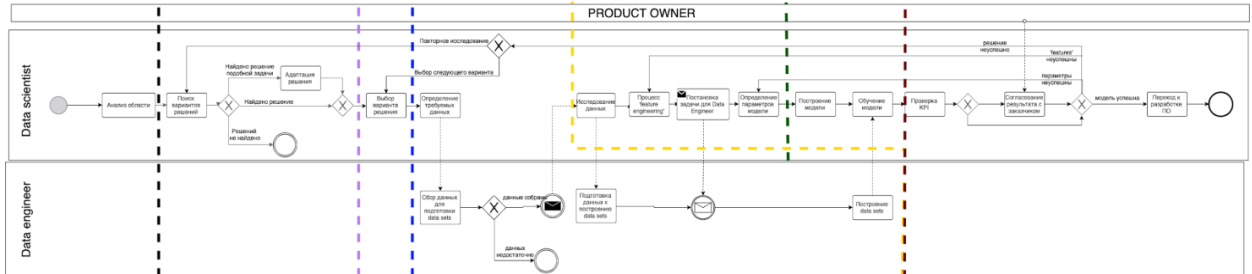 PRODUCT OWNER
Data scientist
Повторное исследование
решение
неуспешно
'features'
неуспешны
Найдено решение
подобной задачи
Адаптация
решения
Выбор следующего варианта
параметры
неуспешны
Анализ области
Поиск
вариантов
решений
X
Найдено решение
X
Выбор
варианта
решения
Определение
требуемых
данных
Исследование
данных
Процесс
'feature
engineering'
Постановка
задачи для Data
Engineer
Определение
параметров
модели
Построение
модели
Обучение
модели
Проверка
KPI
X
Согласование
результата с
заказчиком
X
модель успешна
Переход к
разработке
ПО
X
Решений
не найдено
Data engineer
Сбор данных
для
подготовки
data sets
X
данные собраны
данных
недостаточно
Подготовка
данных к
построению
data sets
Построение
data sets